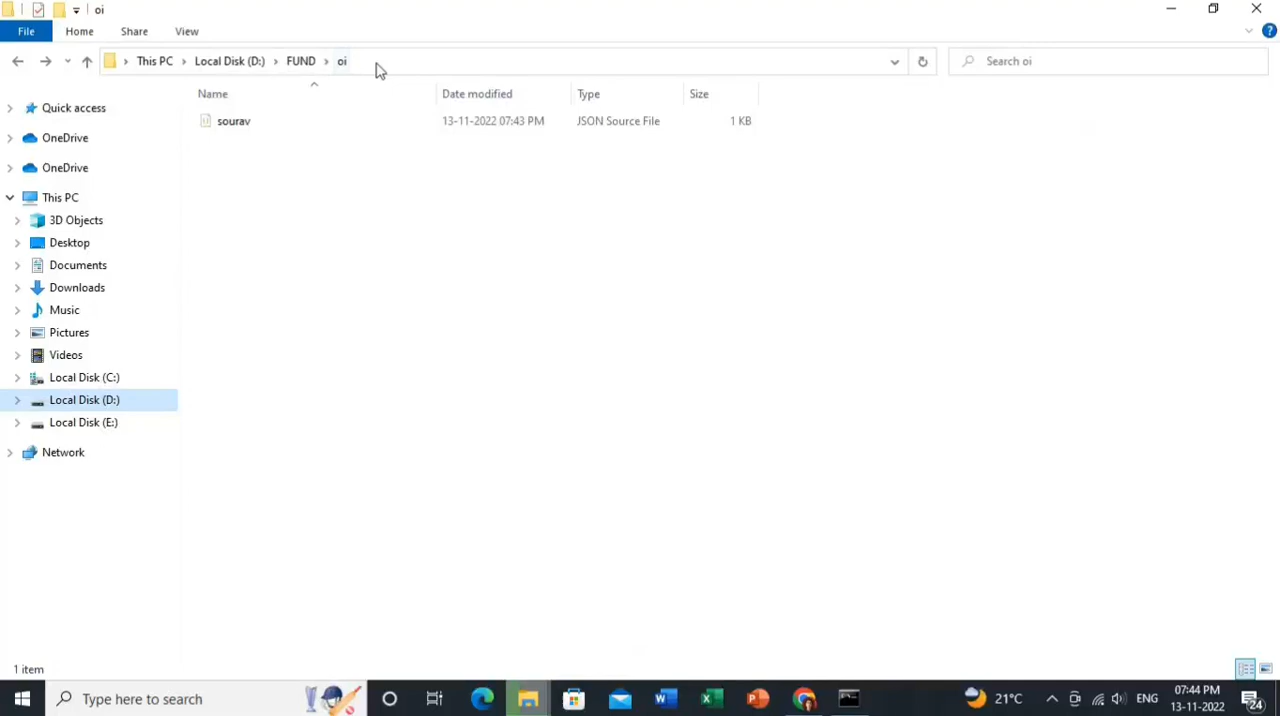 oi
File Home Share View
This PC Local Disk (D:) FUND oi Search oi
Name Date modified Type Size
sourav 13-11-2022 07:43 PM JSON Source File 1 KB
Quick access
OneDrive
OneDrive
This PC
3D Objects
Desktop
Documents
Downloads
Music
Pictures
Videos
Local Disk (C:)
Local Disk (D:)
Local Disk (E:)
Network
1 item
Type here to search 21°C ENG 07:44 PM
13-11-2022 24